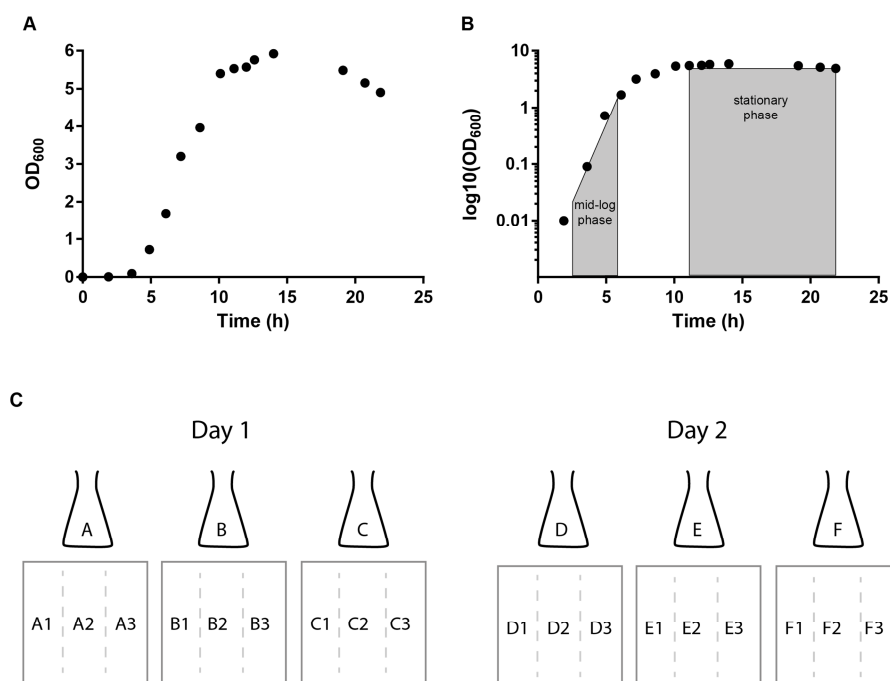 A
6
5
4
3
2
1
0
OD600
0 5 10 15 20 25
Time (h)
B
10
1
0.1
0.01
log10(OD600)
stationary
phase
mid-log
phase
0 5 10 15 20 25
Time (h)
C
Day 1
Day 2
A B C D E F
A1 A2 A3 B1 B2 B3 C1 C2 C3 D1 D2 D3 E1 E2 E3 F1 F2 F3